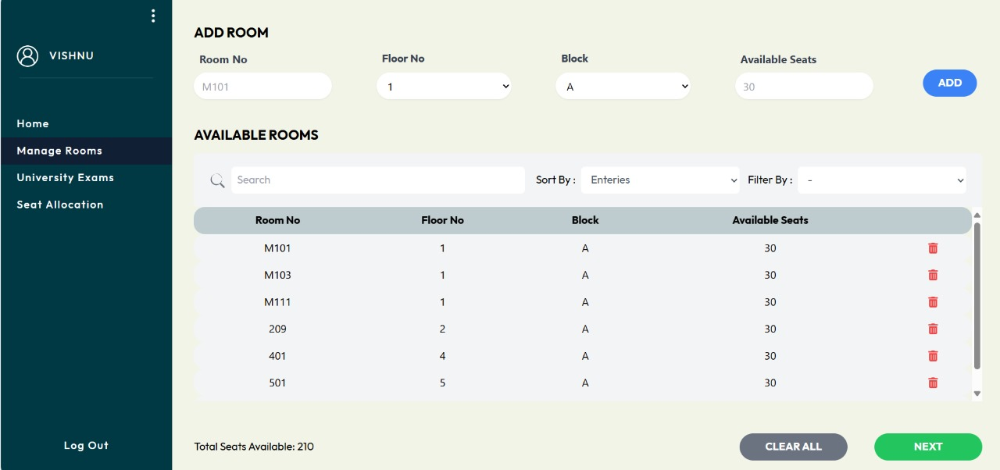 VISHNU
Home
Manage Rooms
University Exams
Seat Allocation
Log Out
ADD ROOM
Room No Floor No Block Available Seats
M101 1 A 30 ADD
AVAILABLE ROOMS
Search Sort By : Enteries Filter By : -
Room No Floor No Block Available Seats
M101 1 A 30
M103 1 A 30
M111 1 A 30
209 2 A 30
401 4 A 30
501 5 A 30
Total Seats Available: 210 CLEAR ALL NEXT